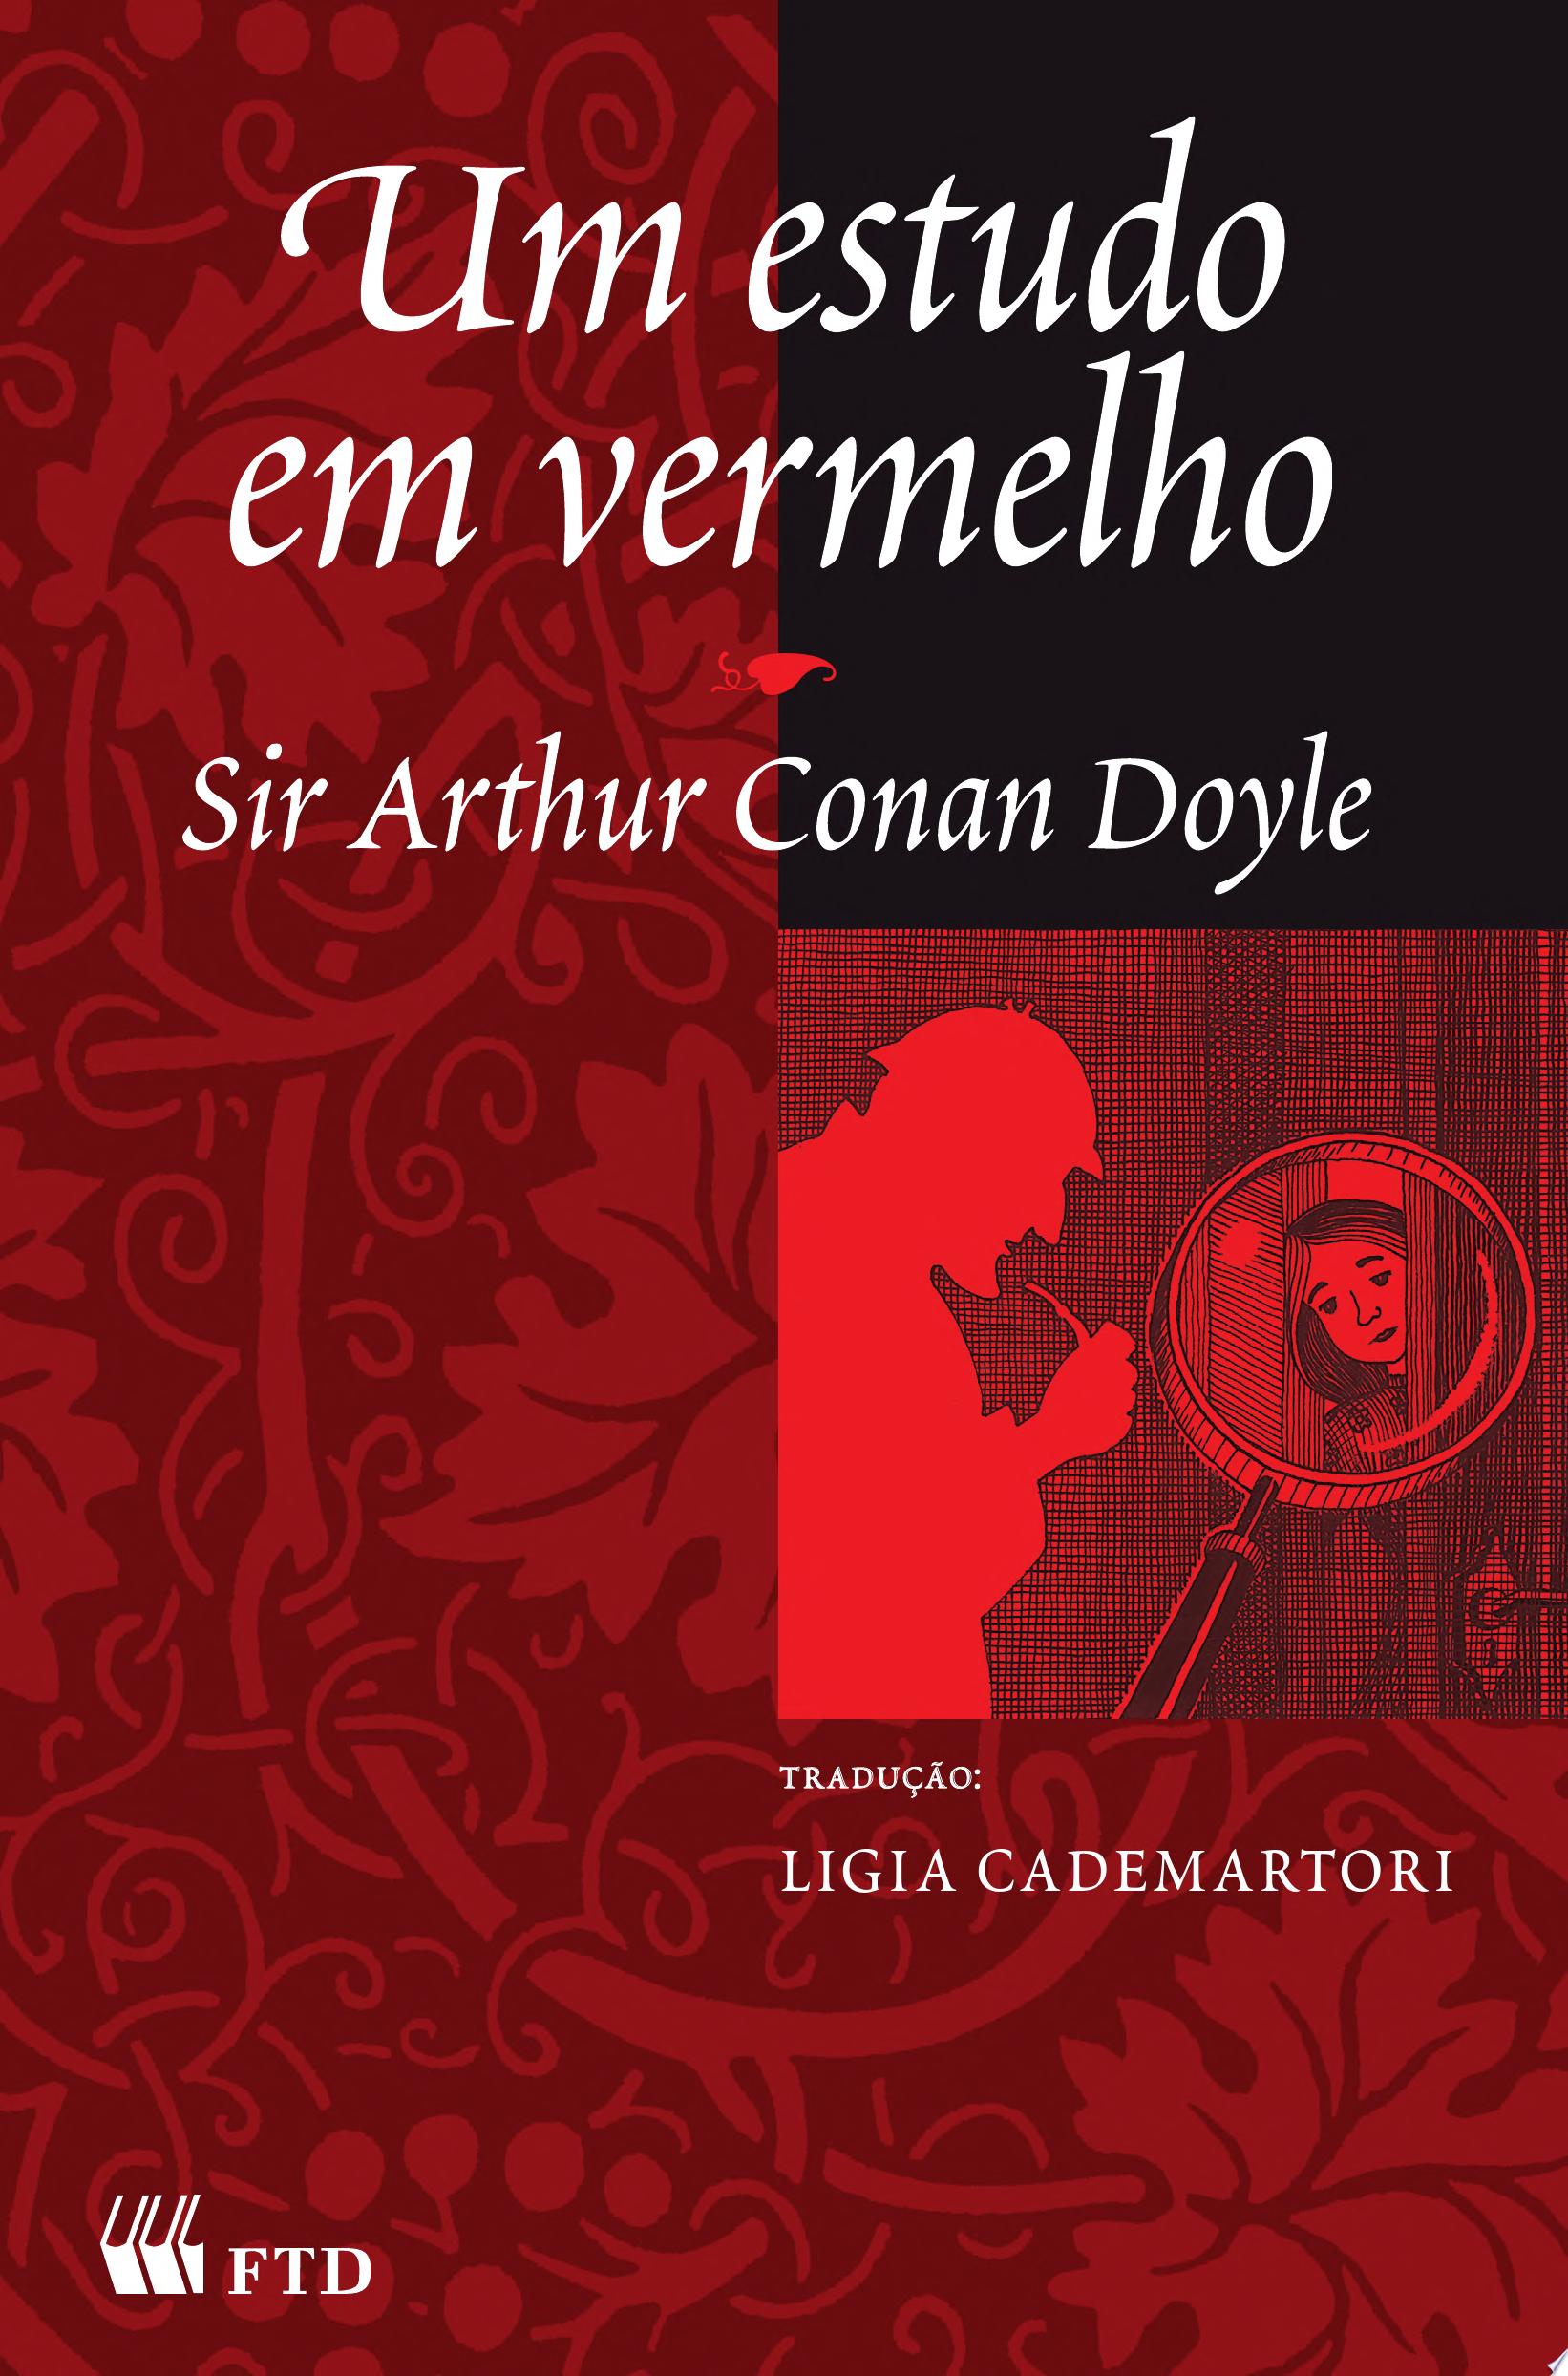 Um estudo
em vermelho
Sir Arthur Conan Doyle
TRADUÇÃO:
LIGIA CADEMARTORI
FTD